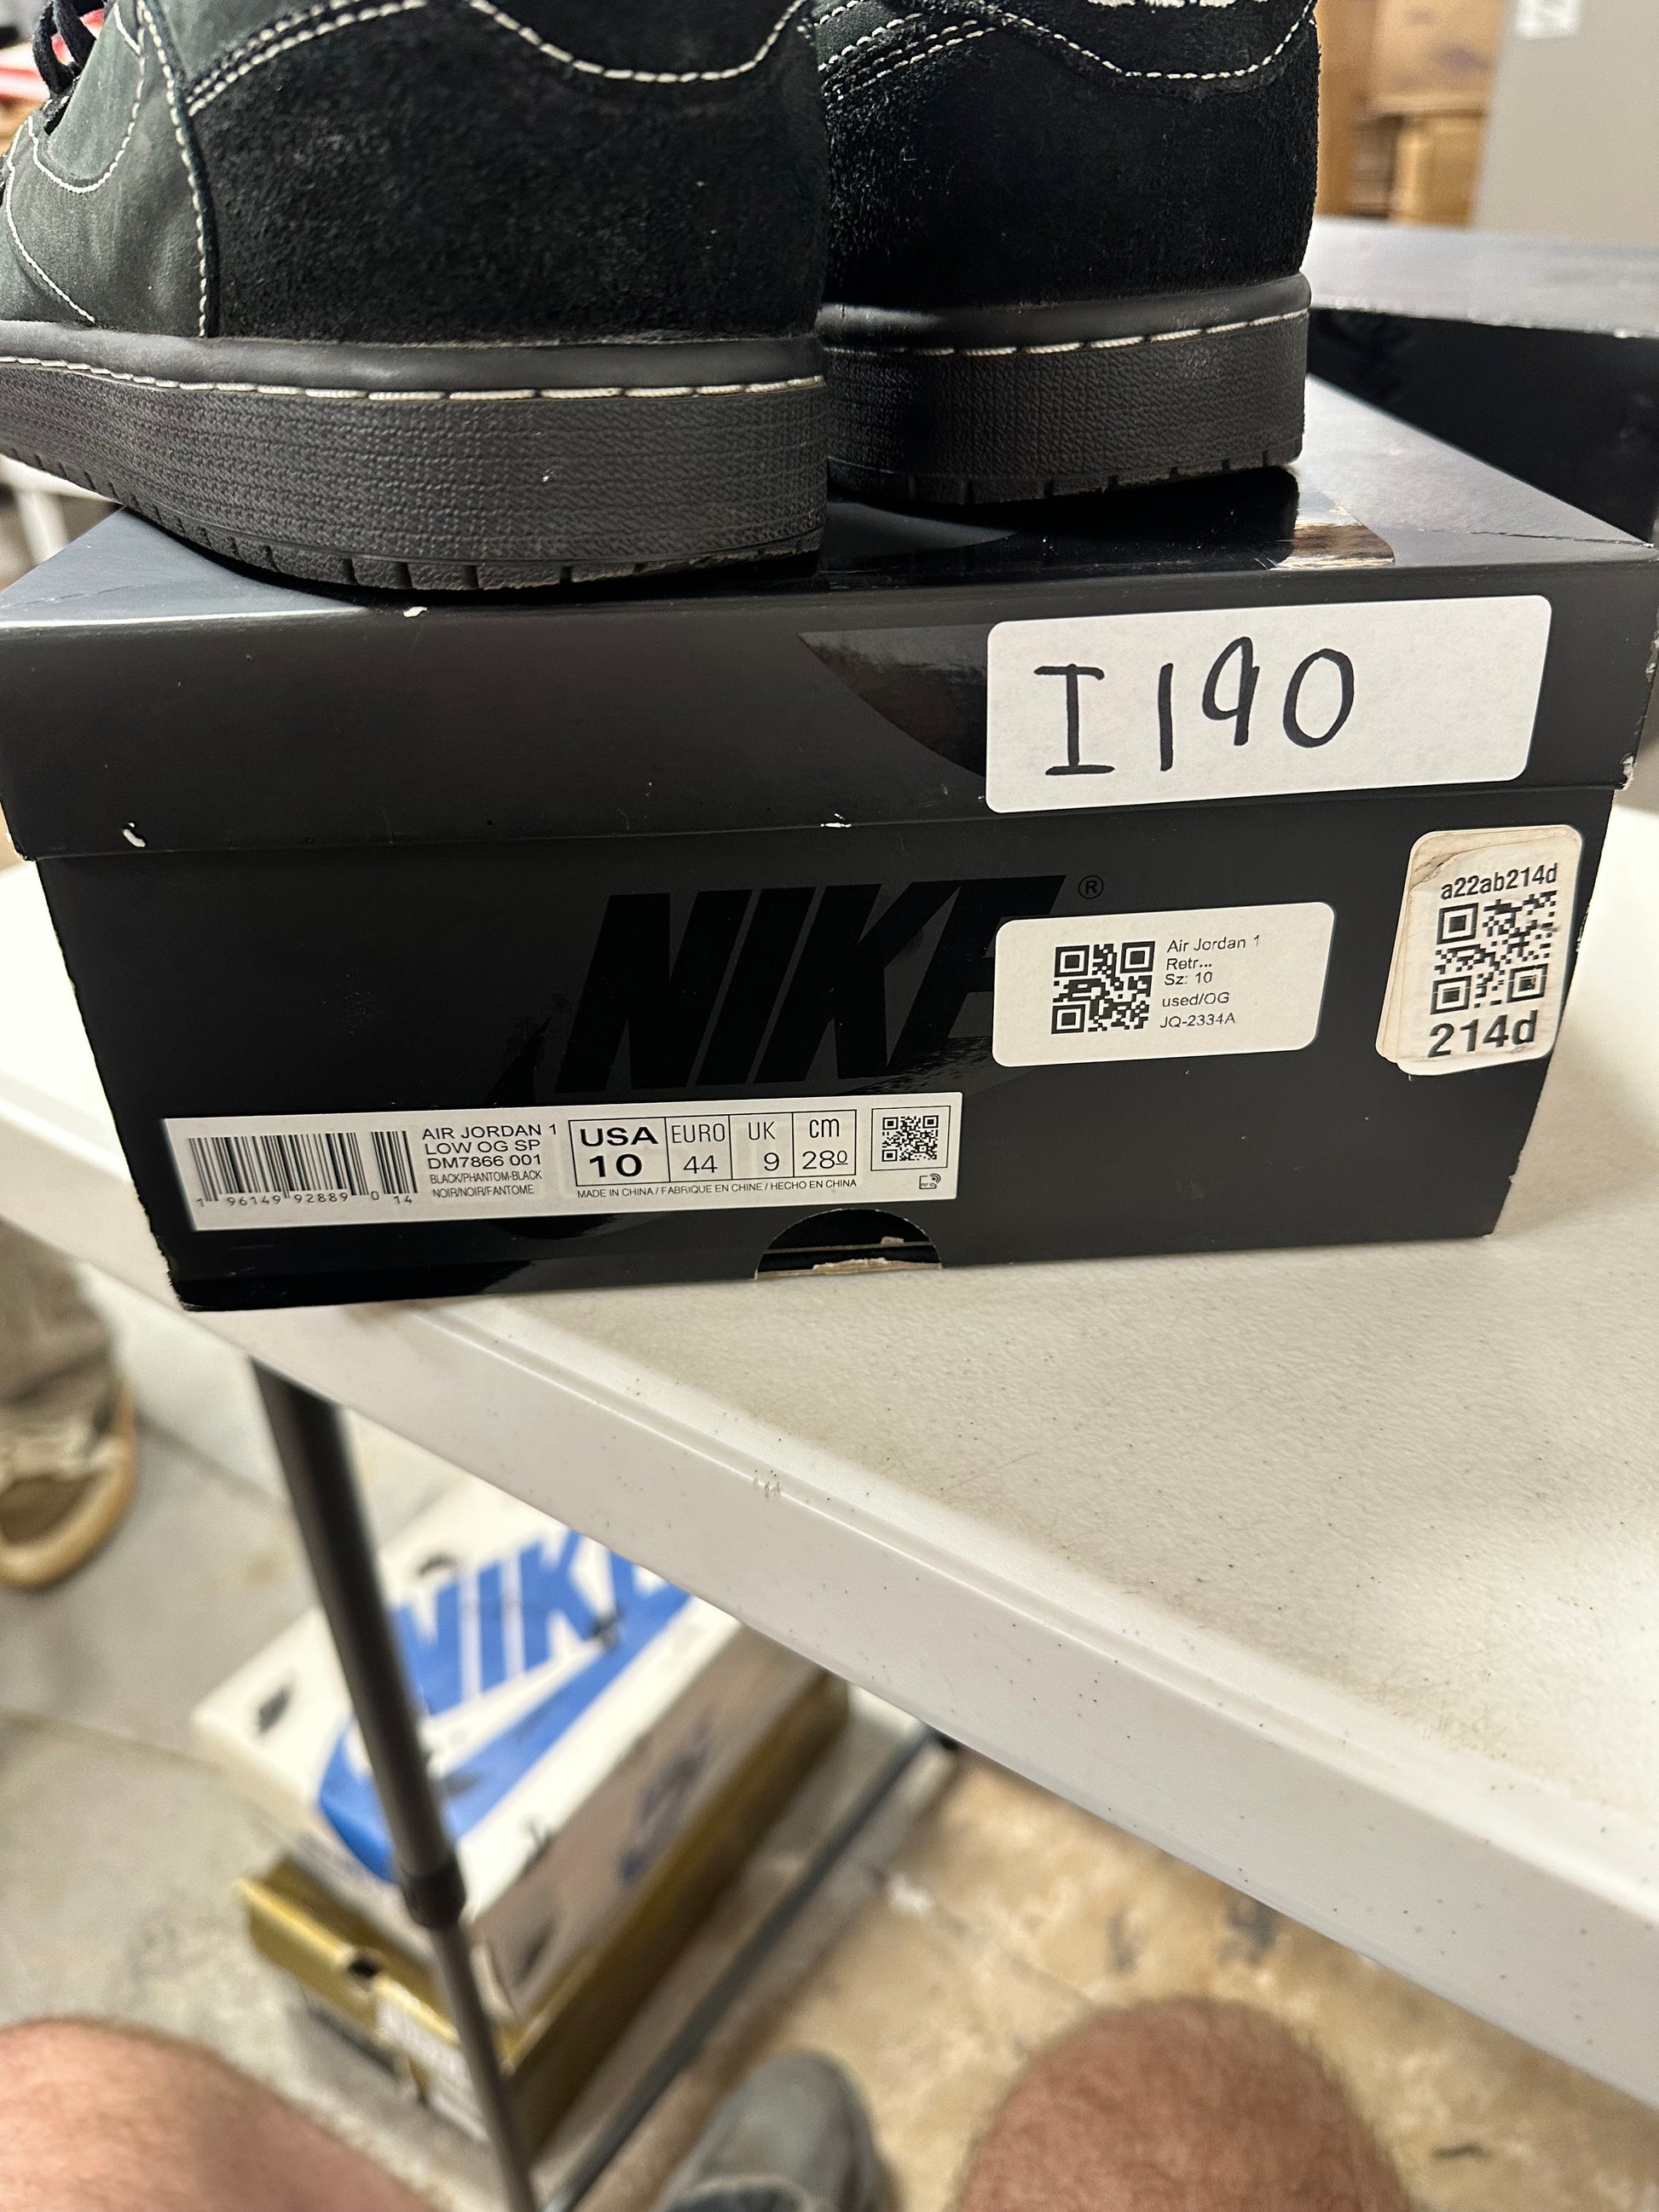 I190
NIKE®
a22ab214d
214d
Air Jordan 1
Retr...
Sz: 10
used/OG
JQ-2334A
AIR JORDAN 1
LOW OG SP
DM7866 001
BLACK/PHANTOM-BLACK
NOIR/NOIR/FANTOME
1 96149 92889 0 14
USA EURO UK cm
10 44 9 280
MADE IN CHINA / FABRIQUE EN CHINE / HECHO EN CHINA
NIKE